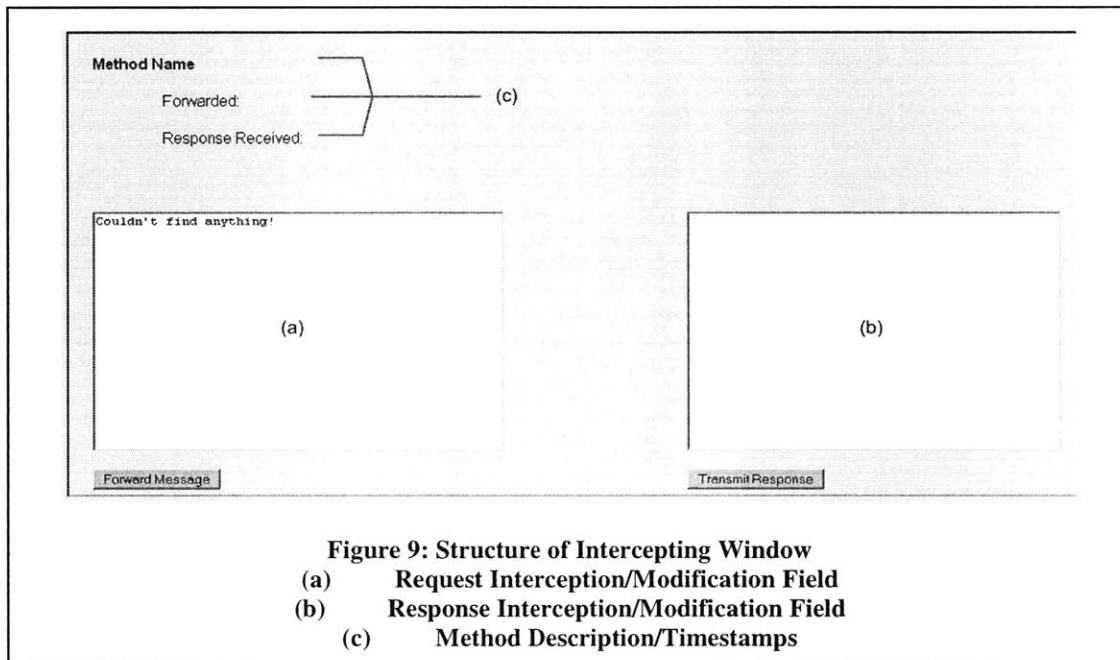 Method Name
Forwarded:
(c)
Response Received:
Couldn't find anything!
(a)
(b)
Forward Message
Transmit Response
Figure 9: Structure of Intercepting Window
(a) Request Interception/Modification Field
(b) Response Interception/Modification Field
(c) Method Description/Timestamps